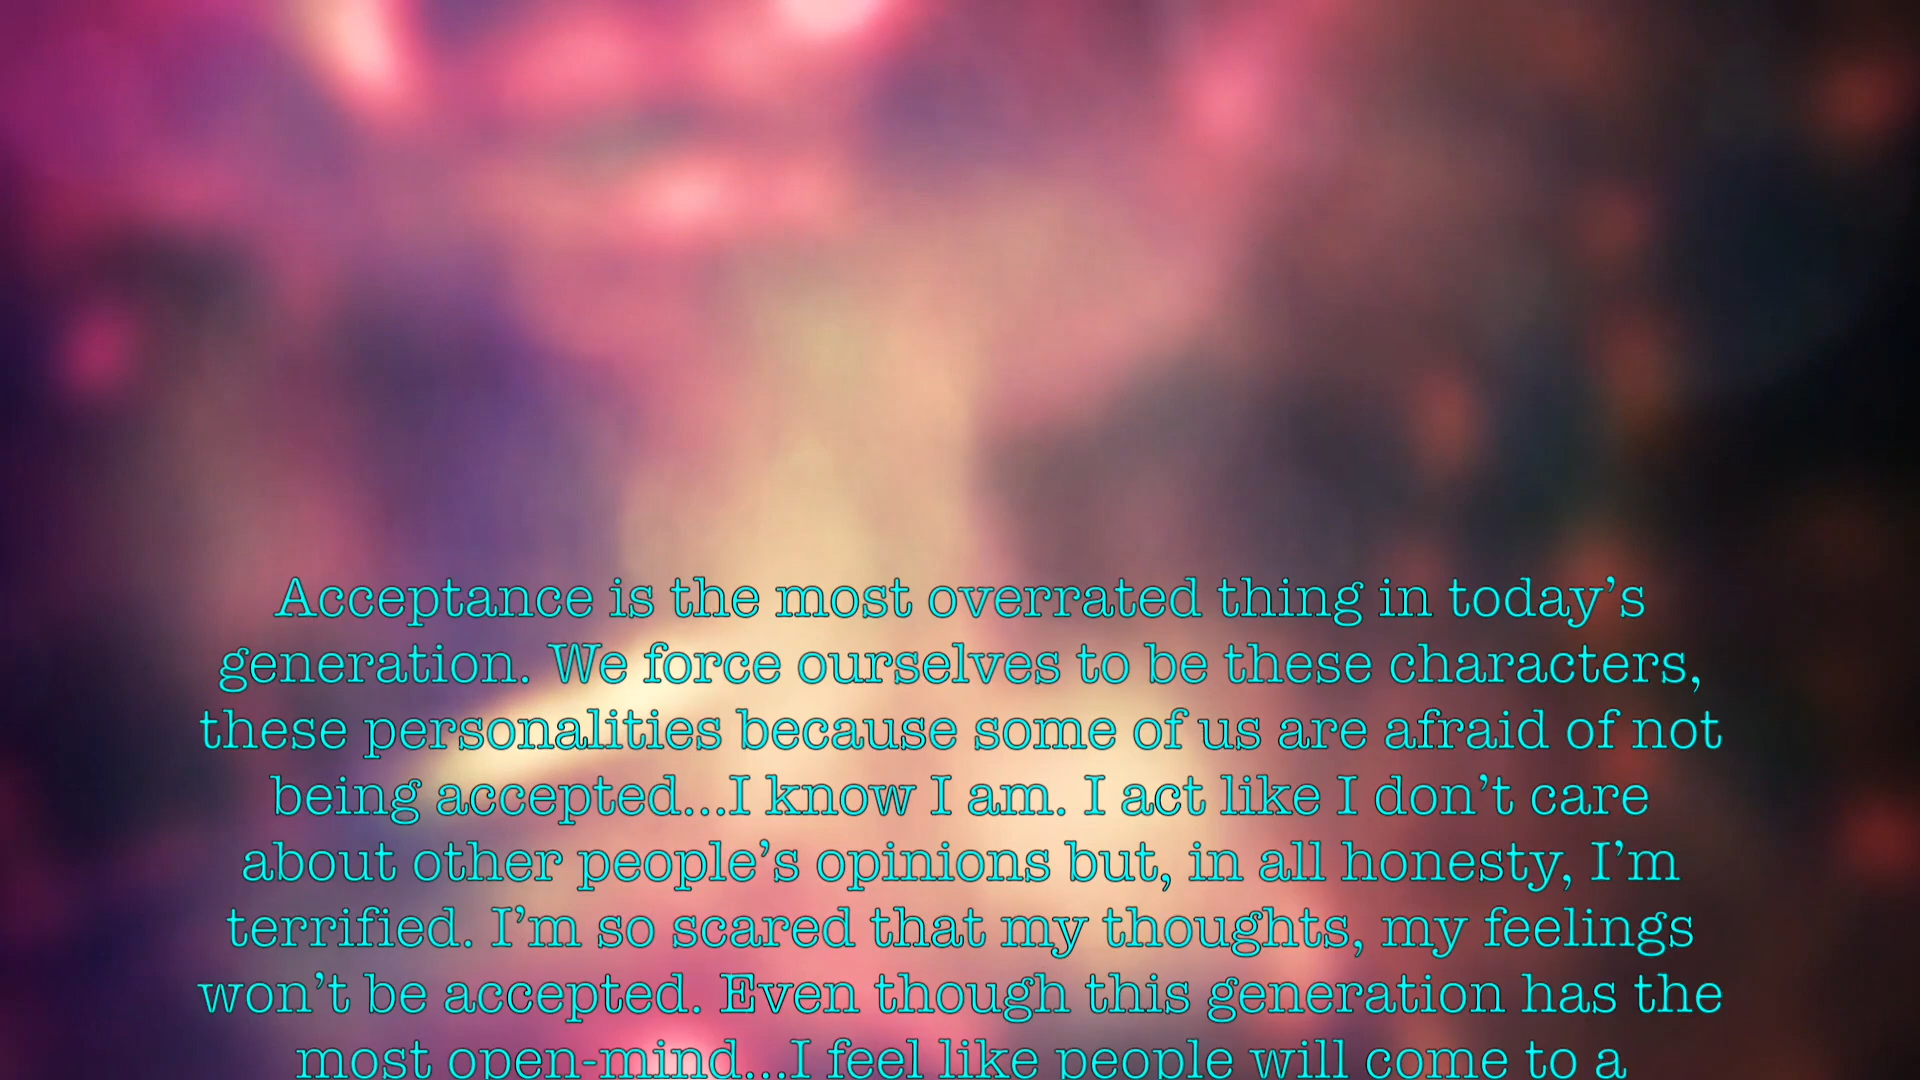 Acceptance is the most overrated thing in today’s
generation. We force ourselves to be these characters,
these personalities because some of us are afraid of not
being accepted...I know I am. I act like I don’t care
about other people’s opinions but, in all honesty, I’m
terrified. I’m so scared that my thoughts, my feelings
won’t be accepted. Even though this generation has the
most open-mind...I feel like people will come to a